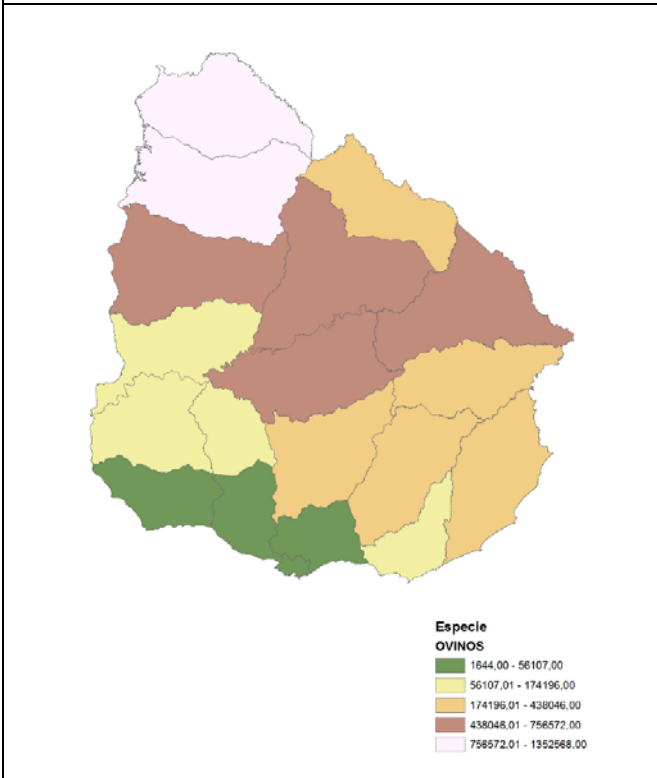 Especie
OVINOS
1644,00 - 56107,00
56107,01 - 174196,00
174196,01 - 438046,00
438046,01 - 756572,00
756572,01 - 1352568,00